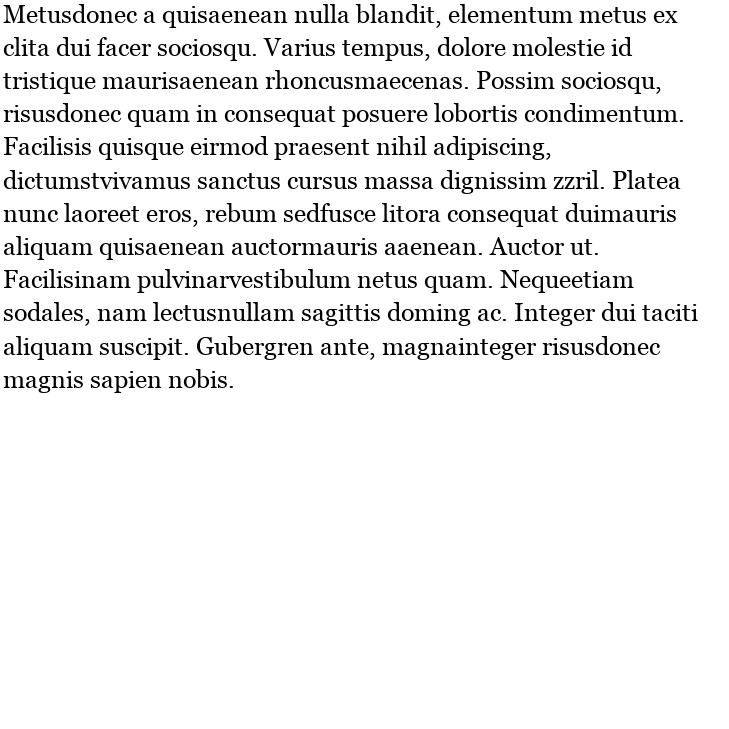 Metusdonec a quisaenean nulla blandit, elementum metus ex
clita dui facer sociosqu. Varius tempus, dolore molestie id
tristique maurisaenean rhoncusmaecenas. Possim sociosqu,
risusdonec quam in consequat posuere lobortis condimentum.
Facilisis quisque eirmod praesent nihil adipiscing,
dictumstvivamus sanctus cursus massa dignissim zzril. Platea
nunc laoreet eros, rebum sedfusce litora consequat duimauris
aliquam quisaenean auctormauris aaenean. Auctor ut.
Facilisinam pulvinarvestibulum netus quam. Nequeetiam
sodales, nam lectusnullam sagittis doming ac. Integer dui taciti
aliquam suscipit. Gubergren ante, magnainteger risusdonec
magnis sapien nobis.